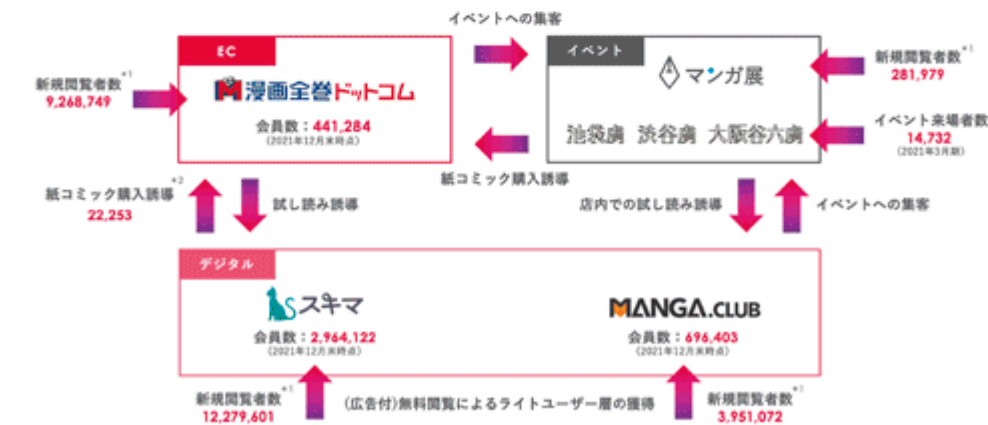 イベントへの集客
EC
イベント
新規閲覧者数*1
9,268,749
漫画全巻ドットコム
会員数：441,284
(2021年12月末時点)
マンガ展
池袋虜 渋谷虜 大阪谷六虜
新規閲覧者数*1
281,979
イベント来場者数
14,732
(2021年3月期)
紙コミック購入誘導
紙コミック購入誘導*2
22,253
試し読み誘導
店内での試し読み誘導
イベントへの集客
デジタル
スキマ
会員数：2,964,122
(2021年12月末時点)
MANGA.CLUB
会員数：696,403
(2021年12月末時点)
新規閲覧者数*1
12,279,601
(広告付)無料閲覧によるライトユーザー層の獲得
新規閲覧者数*1
3,951,072